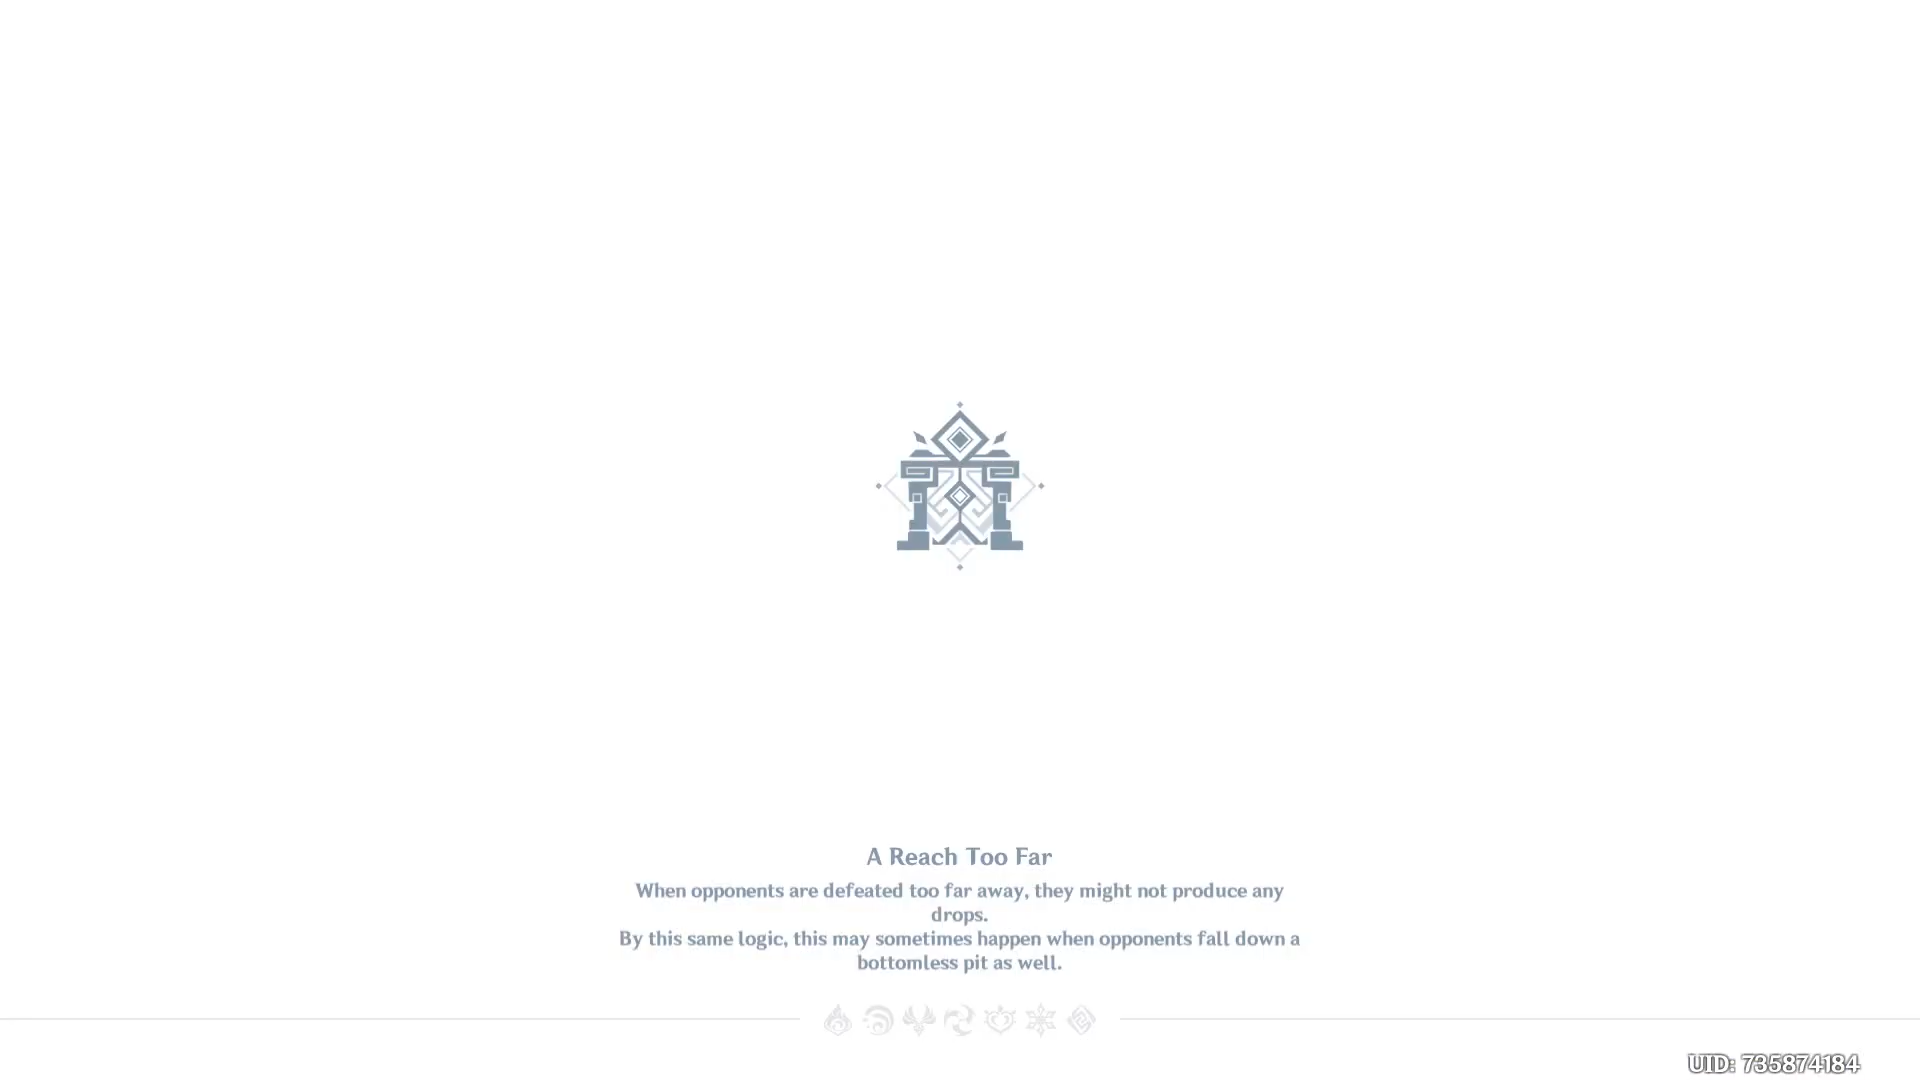 A Reach Too Far
When opponents are defeated too far away, they might not produce any
drops.
By this same logic, this may sometimes happen when opponents fall down a
bottomless pit as well.
UID: 735874184